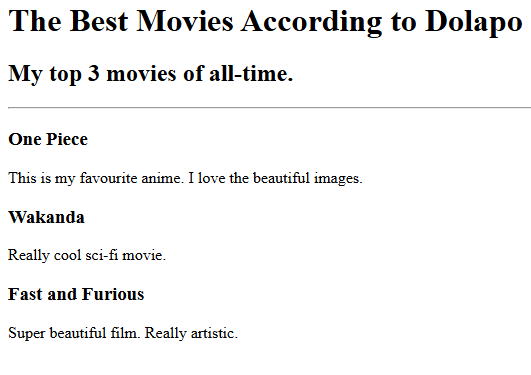 The Best Movies According to Dolapo
My top 3 movies of all-time.
One Piece
This is my favourite anime. I love the beautiful images.
Wakanda
Really cool sci-fi movie.
Fast and Furious
Super beautiful film. Really artistic.